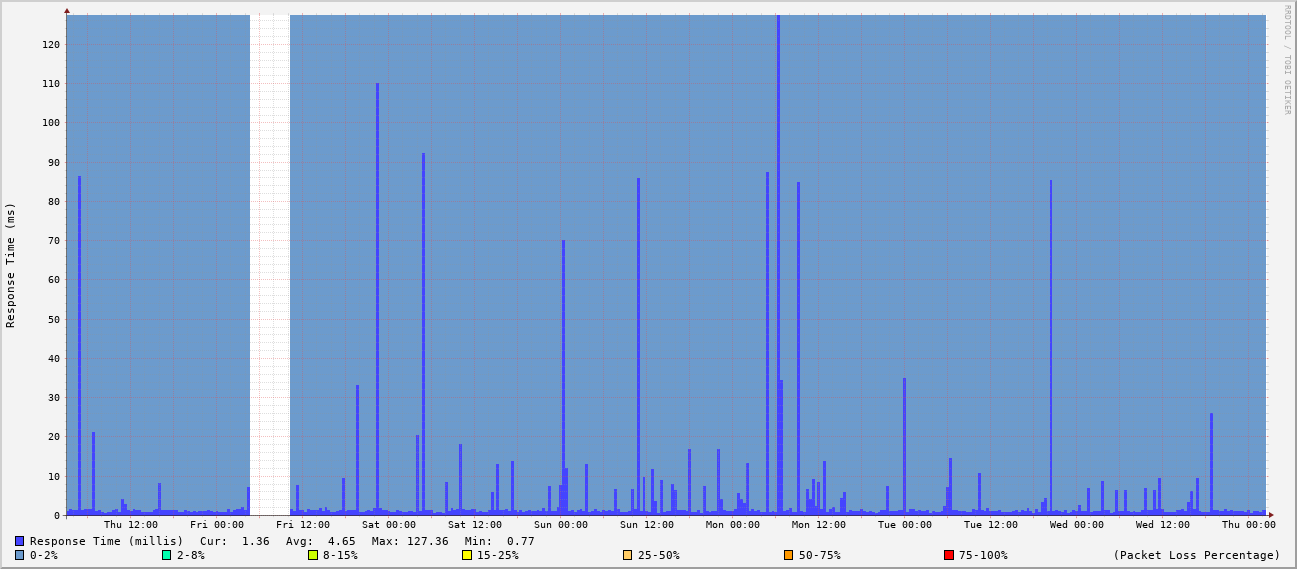 RRDTOOL / TOBI OETIKER
Response Time (ms)
120
110
100
90
80
70
60
50
40
30
20
10
0
Thu 12:00 Fri 00:00 Fri 12:00 Sat 00:00 Sat 12:00 Sun 00:00 Sun 12:00 Mon 00:00 Mon 12:00 Tue 00:00 Tue 12:00 Wed 00:00 Wed 12:00 Thu 00:00
Response Time (millis) Cur: 1.36 Avg: 4.65 Max: 127.36 Min: 0.77
0-2% 2-8% 8-15% 15-25% 25-50% 50-75% 75-100% (Packet Loss Percentage)